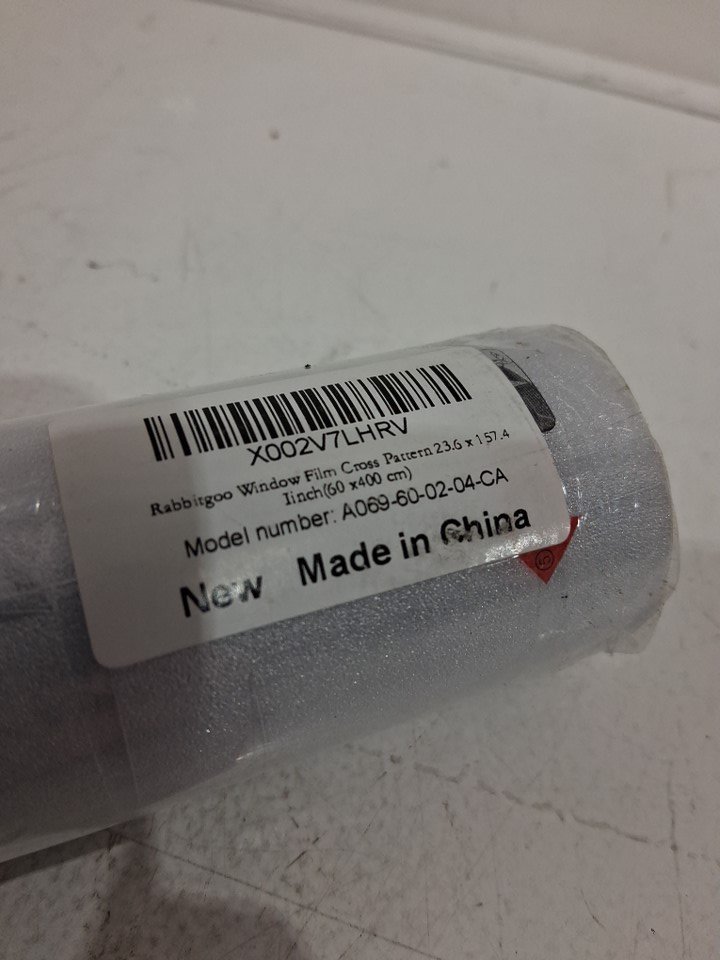 X002V7LHRV
Rabbitgoo Window Film Cross Pattern 23.6 x 157.4
1inch(60 x400 cm)
Model number: A069-60-02-04-CA
New Made in China